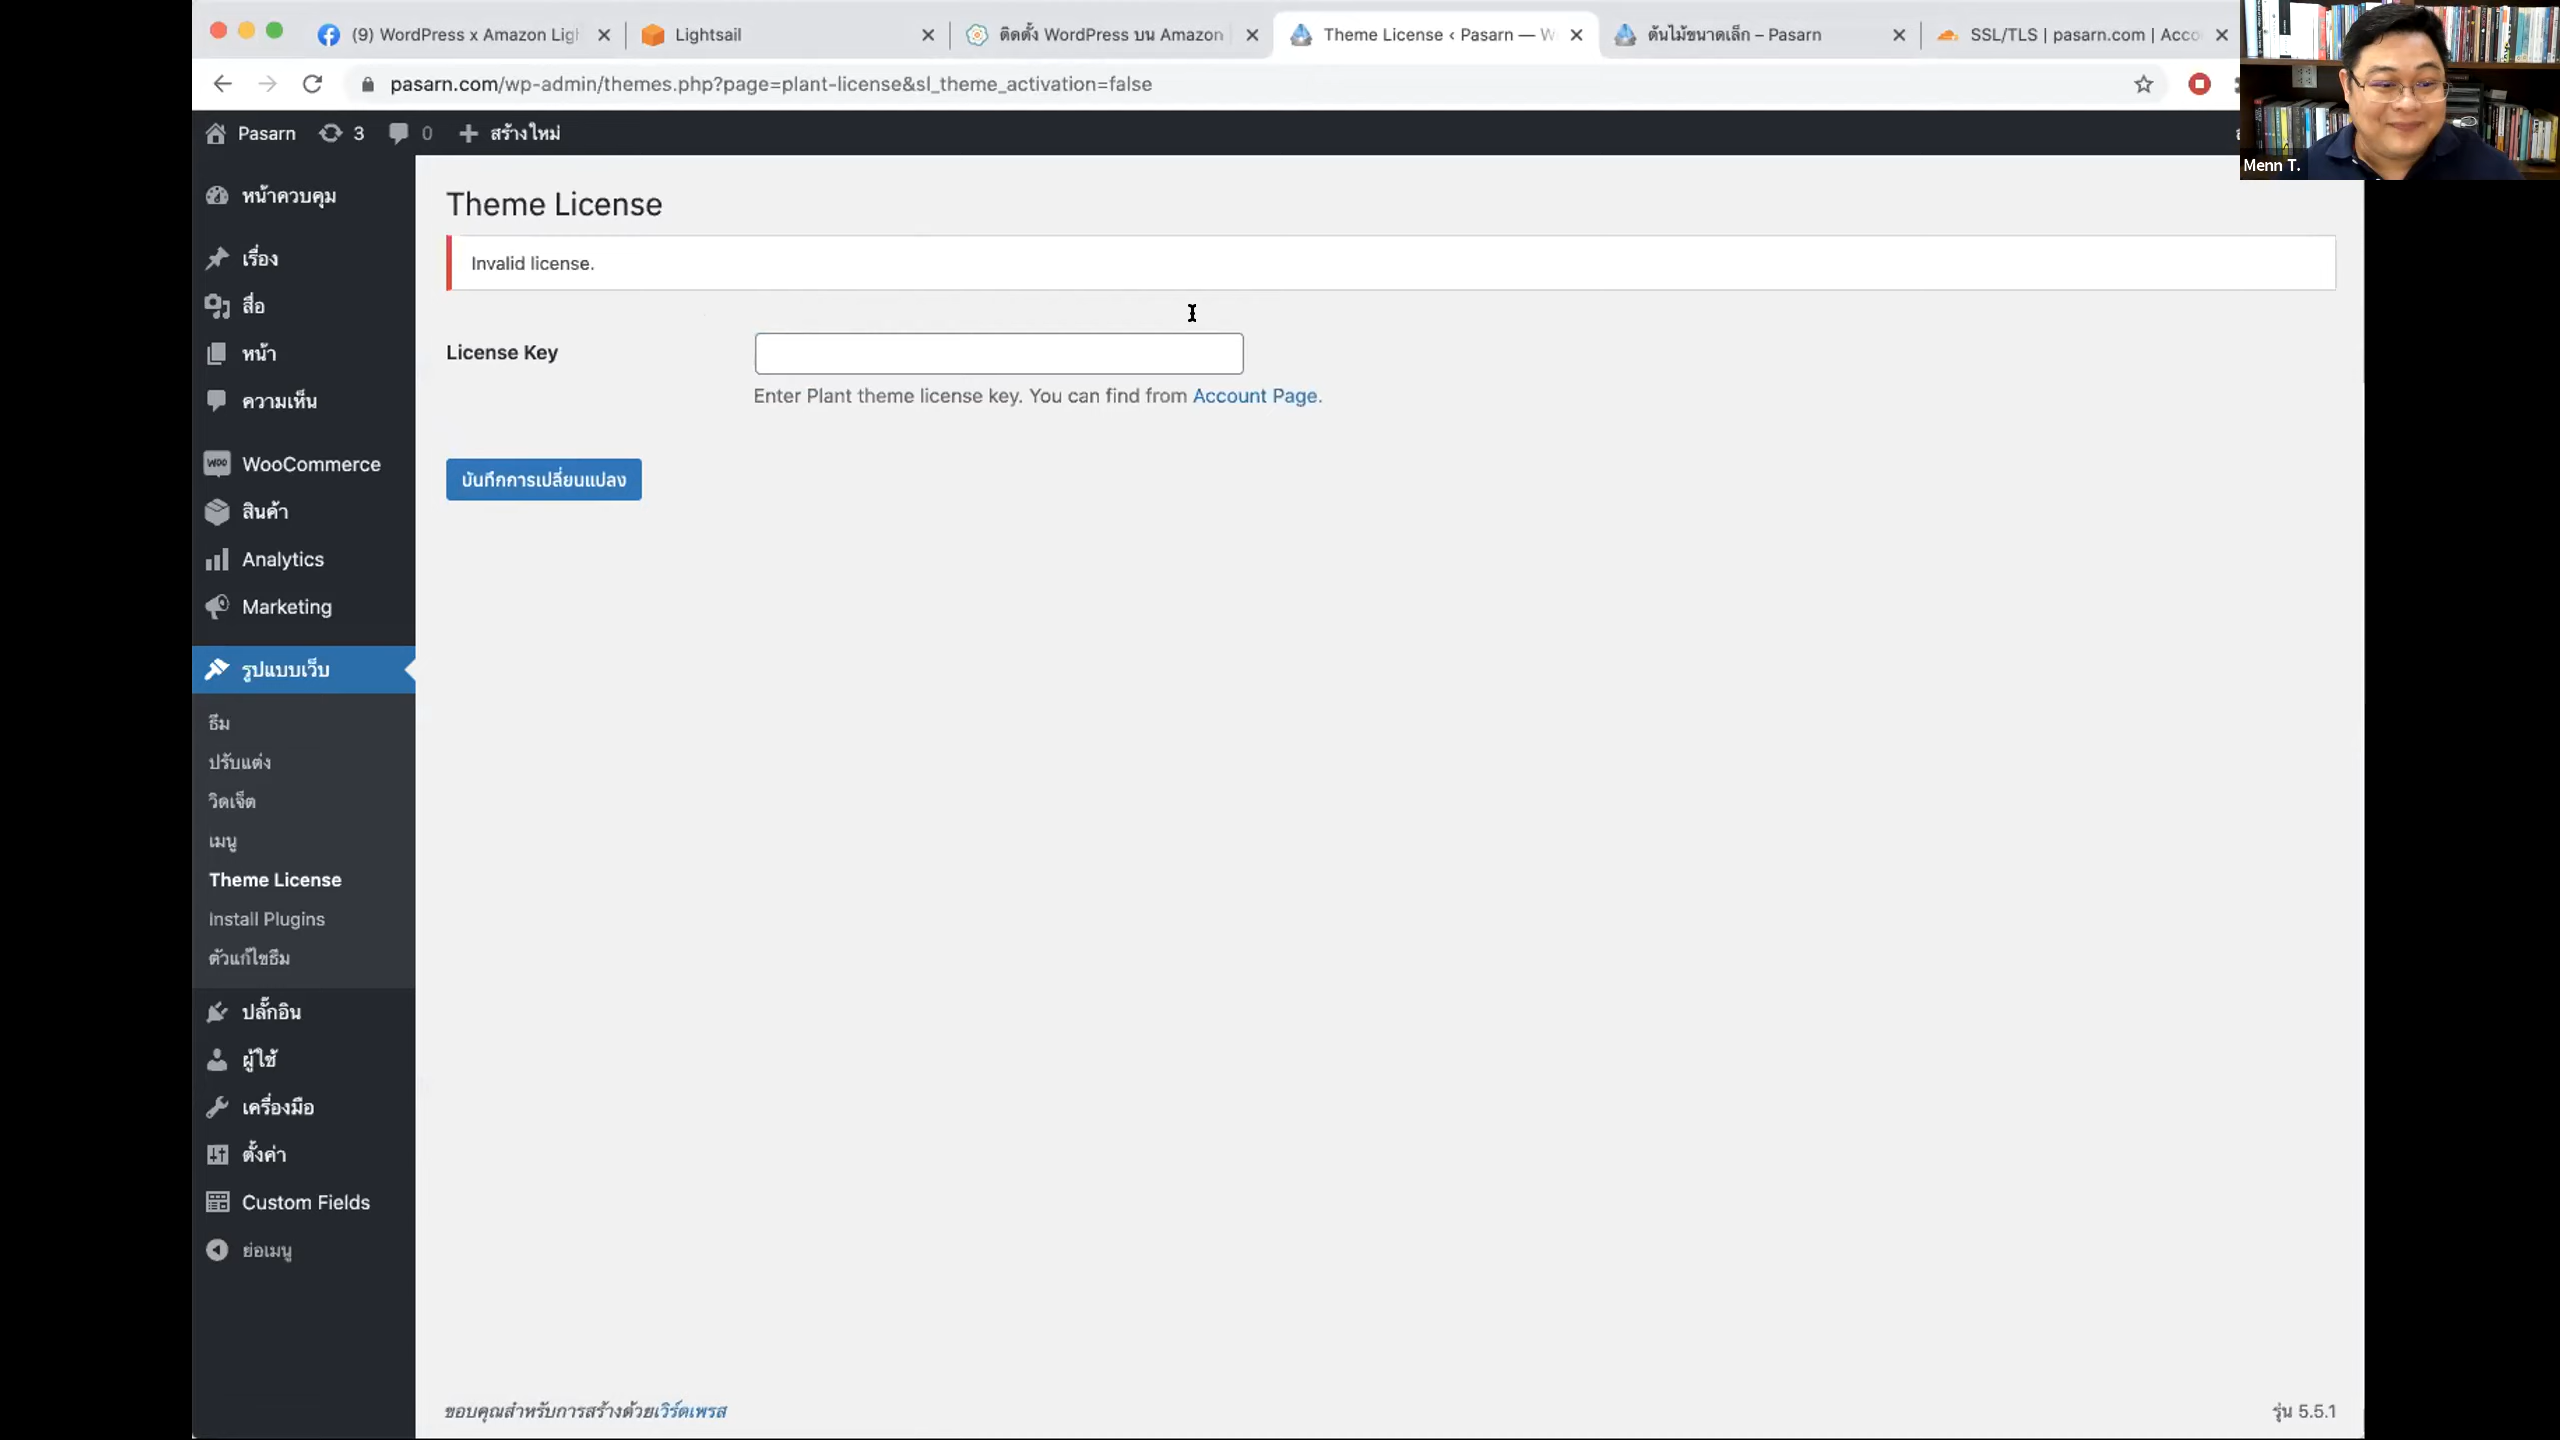 (9) WordPress x Amazon Ligh
Lightsail
ติดตั้ง WordPress บน Amazon
Theme License ‹ Pasarn — W
ต้นไม้ขนาดเล็ก – Pasarn
SSL/TLS | pasarn.com | Acco
pasarn.com/wp-admin/themes.php?page=plant-license&sl_theme_activation=false
Pasarn 3 0 สร้างใหม่
Menn T.
หน้าควบคุม
เรื่อง
สื่อ
หน้า
ความเห็น
WooCommerce
สินค้า
Analytics
Marketing
รูปแบบเว็บ
ธีม
ปรับแต่ง
วิดเจ็ต
เมนู
Theme License
Install Plugins
ตัวแก้ไขธีม
ปลั๊กอิน
ผู้ใช้
เครื่องมือ
ตั้งค่า
Custom Fields
ย่อเมนู
Theme License
Invalid license.
License Key
Enter Plant theme license key. You can find from Account Page.
บันทึกการเปลี่ยนแปลง
ขอบคุณสำหรับการสร้างด้วยเวิร์ดเพรส
รุ่น 5.5.1